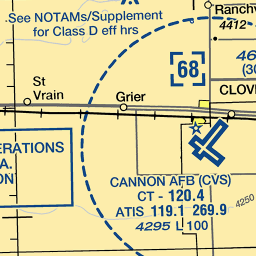 See NOTAMs/Supplement
for Class D eff hrs
Ranchv
4412
46
(30
[68]
St
Vrain
Grier
CLOV
ERATIONS
A.
ON
CANNON AFB (CVS)
CT - 120.4
ATIS 119.1 269.9
4295 L 100
4250